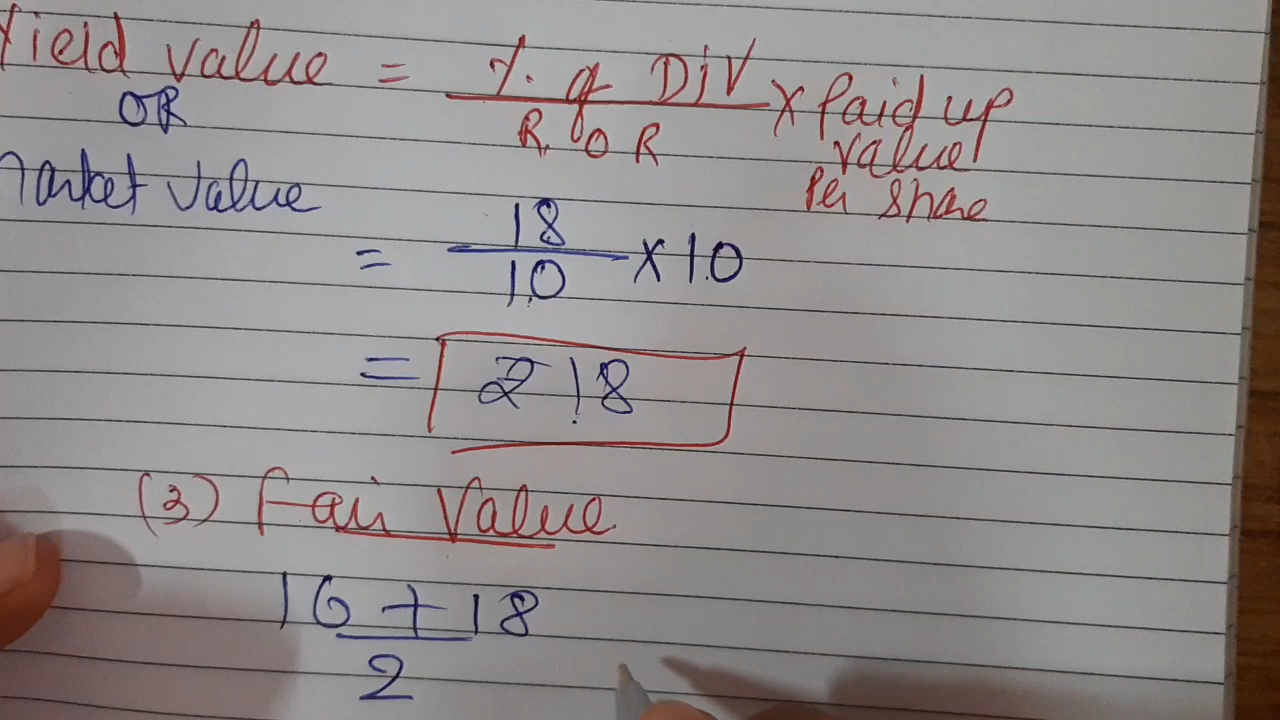 Yield value = % of Div × Paid up
OR R. O R value
Market value Per Share
= 18 / 10 × 10
= ₹ 18
(3) Fair Value
16 + 18
2